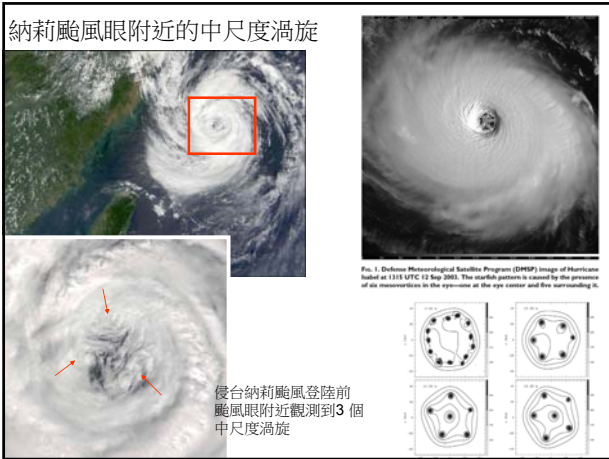 納莉颱風眼附近的中尺度渦旋
侵台納莉颱風登陸前
颱風眼附近觀測到3 個
中尺度渦旋
Fig. 1. Defense Meteorological Satellite Program (DMSP) image of Hurricane
Isabel at 1315 UTC 12 Sep 2003. The starfish pattern is caused by the presence
of six mesovortices in the eye—one at the eye center and five surrounding it.